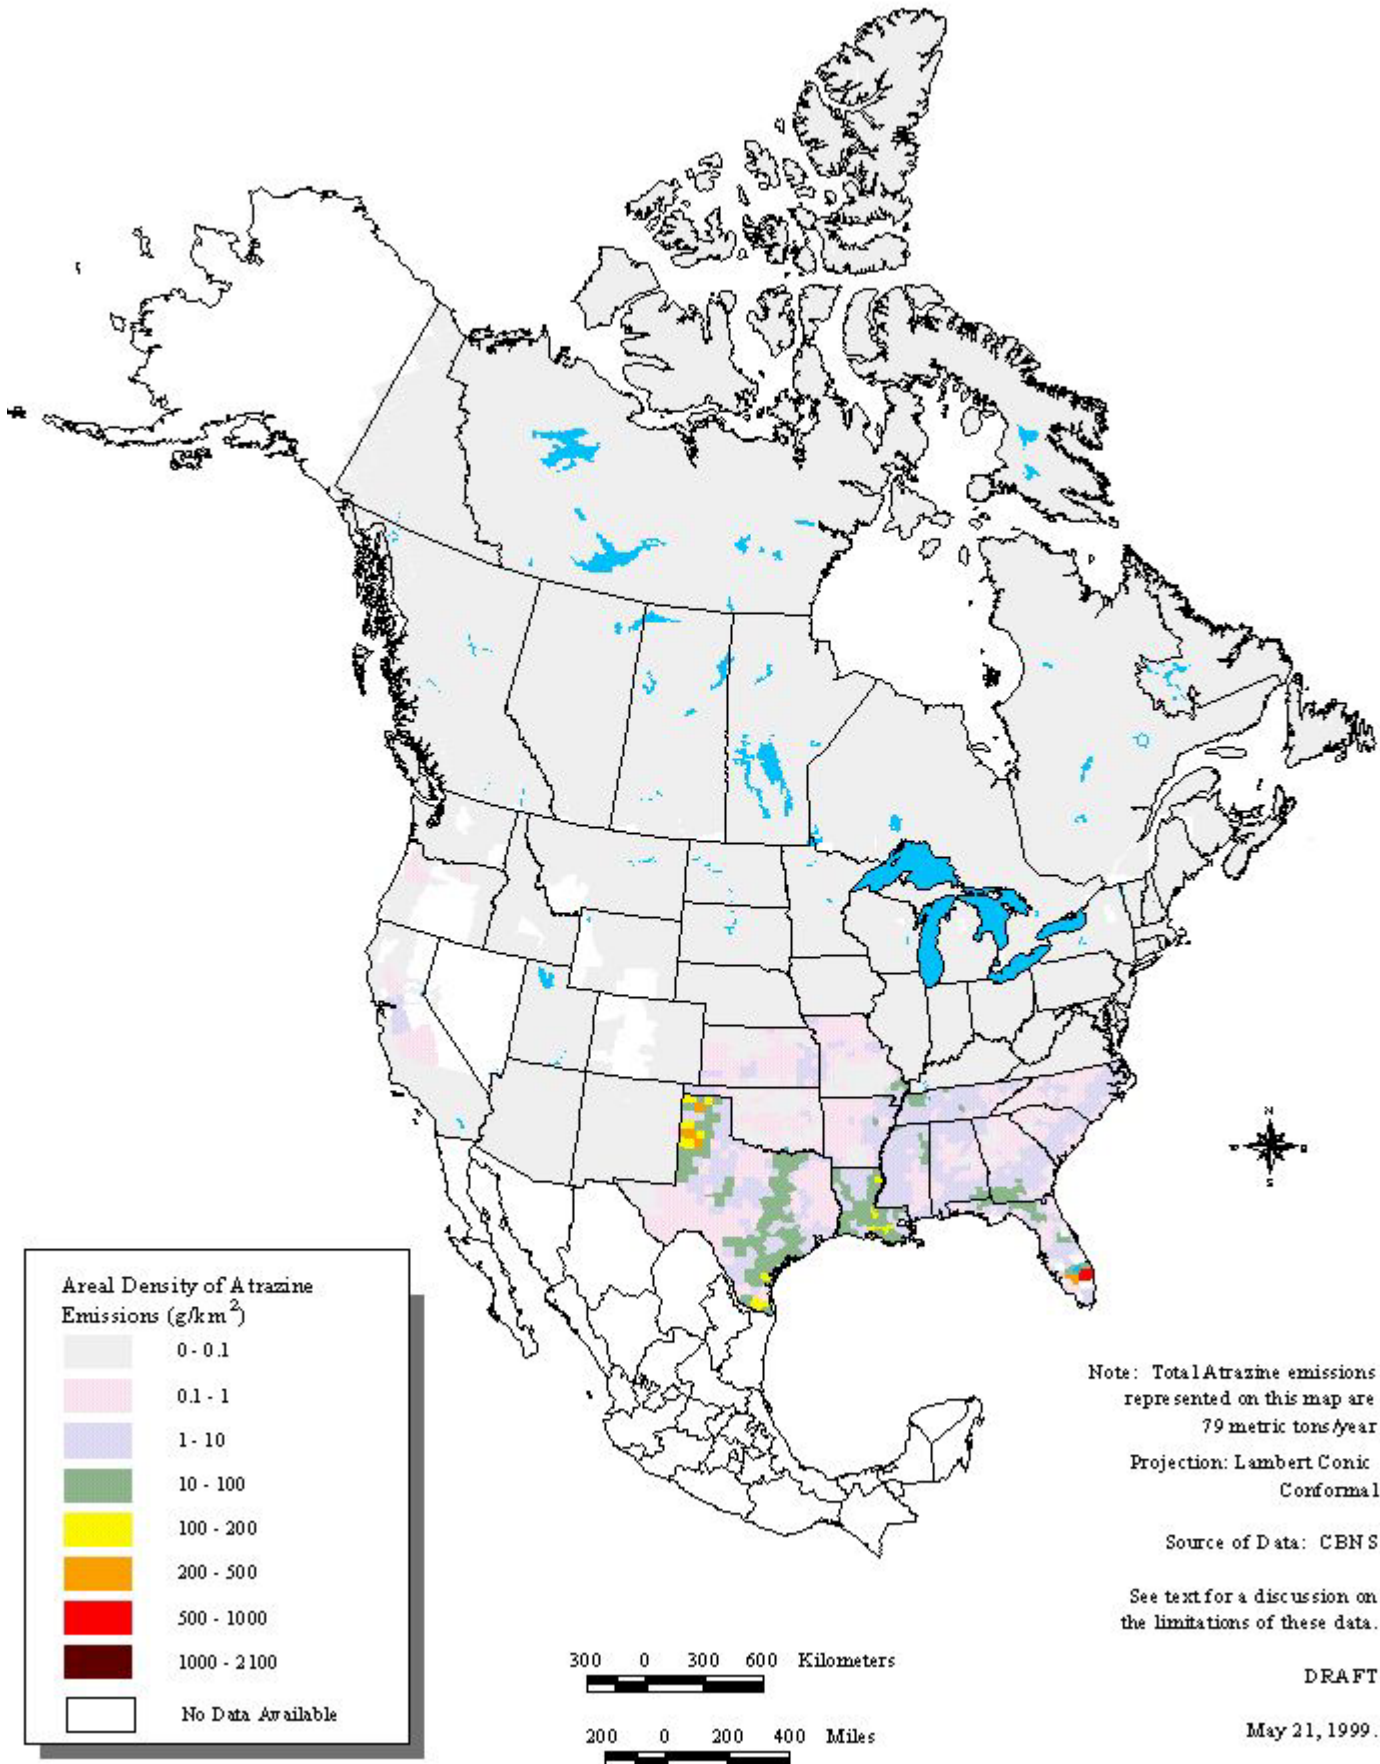 N
S
Areal Density of Atrazine
Emissions (g/km2)
0 - 0.1
0.1 - 1
1 - 10
10 - 100
100 - 200
200 - 500
500 - 1000
1000 - 2100
No Data Available
Note: Total Atrazine emissions
represented on this map are
79 metric tons/year
Projection: Lambert Conic
Conformal
Source of Data: CBNS
See text for a discussion on
the limitations of these data.
DRAFT
May 21, 1999.
300 0 300 600 Kilometers
200 0 200 400 Miles